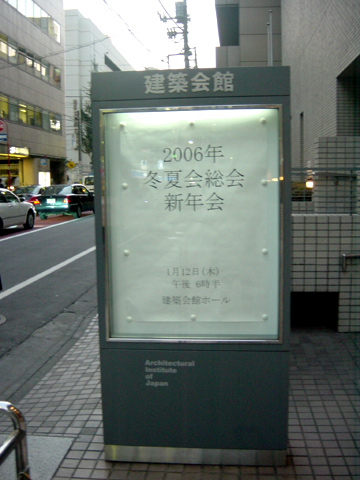 建築会館
2006年
冬夏会総会
新年会
1月12日(木)
午後 6時半
建築会館ホール
Architectural
Institute
of
Japan